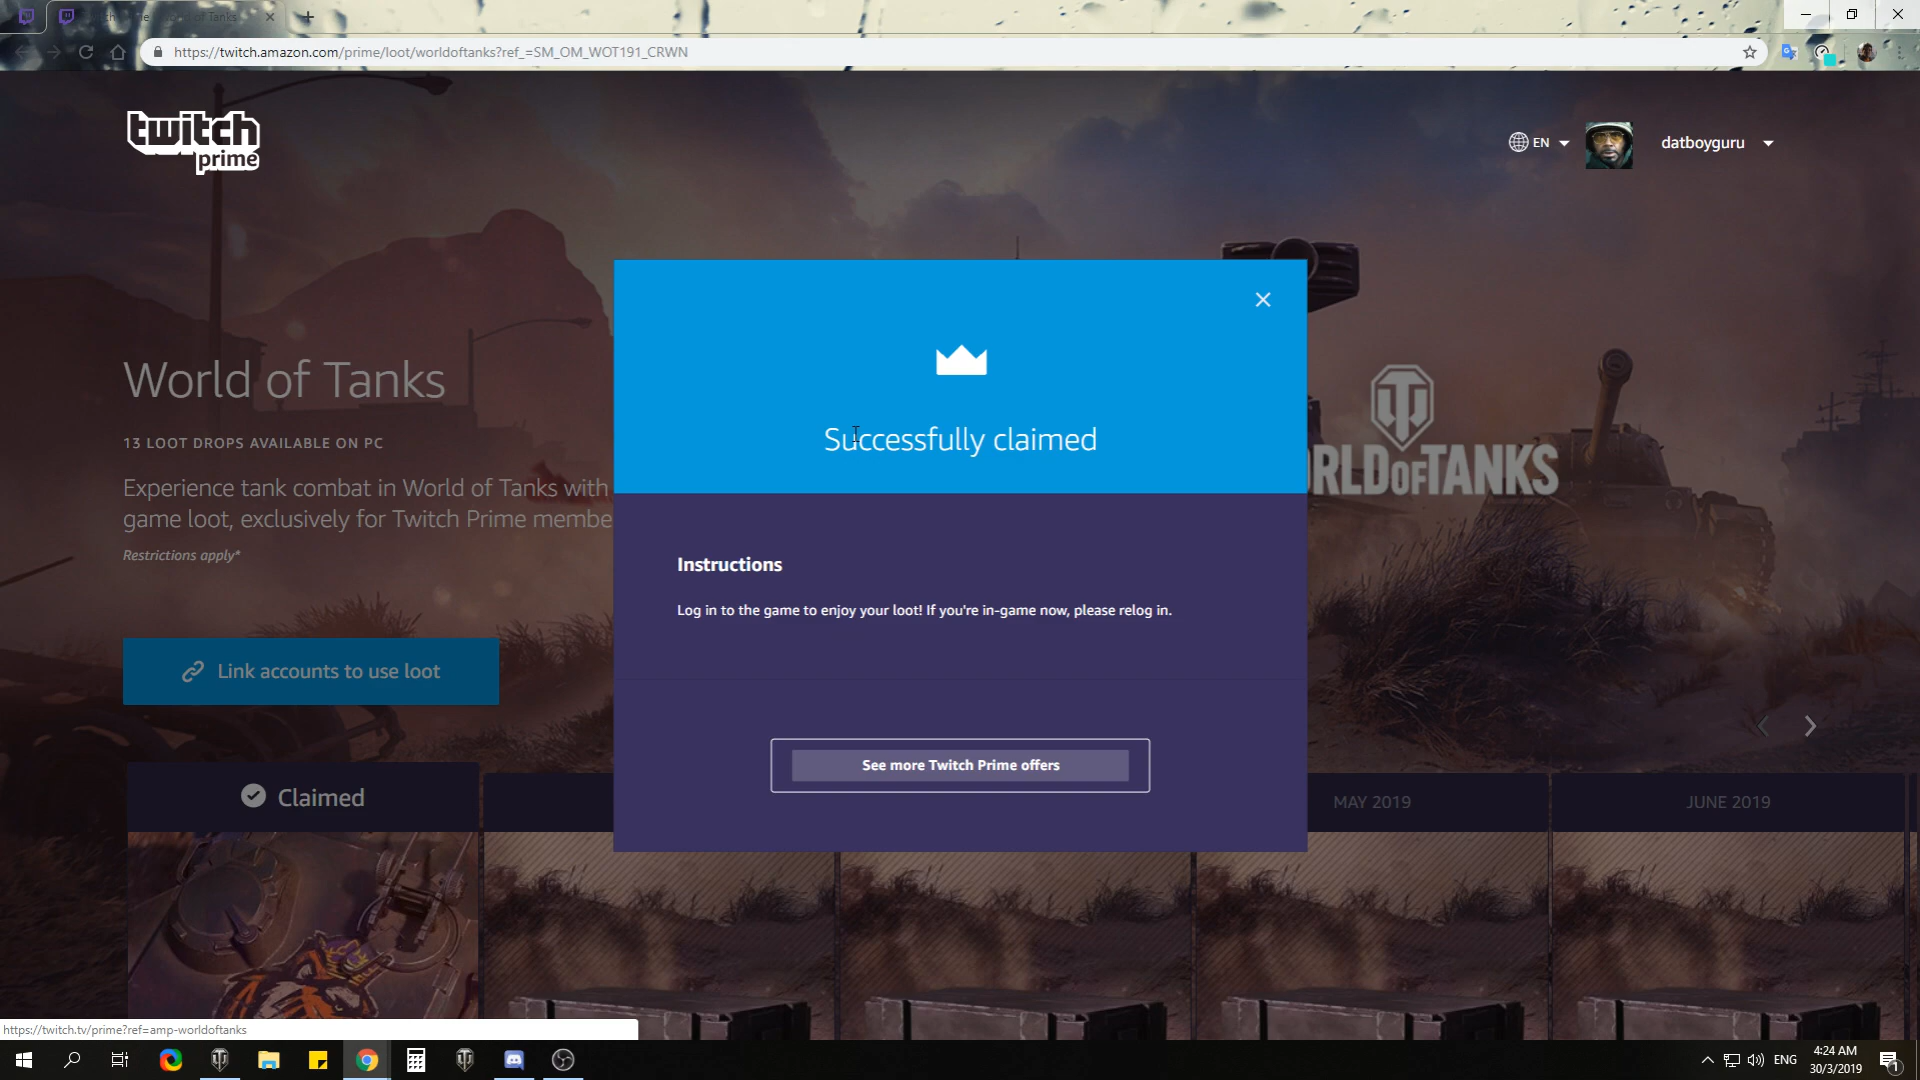 https://twitch.amazon.com/prime/loot/worldoftanks?ref_=SM_OM_WOT191_CRWN
twitch
prime
EN
datboyguru
World of Tanks
13 LOOT DROPS AVAILABLE ON PC
Experience tank combat in World of Tanks with
game loot, exclusively for Twitch Prime membe
Restrictions apply*
Link accounts to use loot
Successfully claimed
Instructions
Log in to the game to enjoy your loot! If you're in-game now, please relog in.
See more Twitch Prime offers
RLDOFTANKS
Claimed
MAY 2019
JUNE 2019
https://twitch.tv/prime?ref=amp-worldoftanks
ENG
4:24 AM
30/3/2019
1